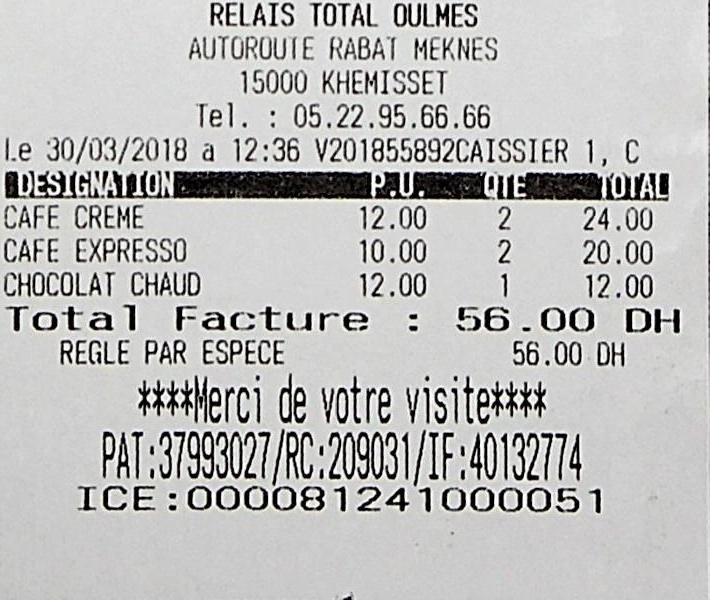 RELAIS TOTAL OULMES
AUTOROUTE RABAT MEKNES
15000 KHEMISSET
Tel. : 05.22.95.66.66
Le 30/03/2018 a 12:36 V201855892CAISSIER 1, C
DESIGNATION P.U. QTE TOTAL
CAFE CREME 12.00 2 24.00
CAFE EXPRESSO 10.00 2 20.00
CHOCOLAT CHAUD 12.00 1 12.00
Total Facture : 56.00 DH
REGLE PAR ESPECE 56.00 DH
****Merci de votre visite****
PAT:37993027/RC:209031/IF:40132774
ICE:000081241000051